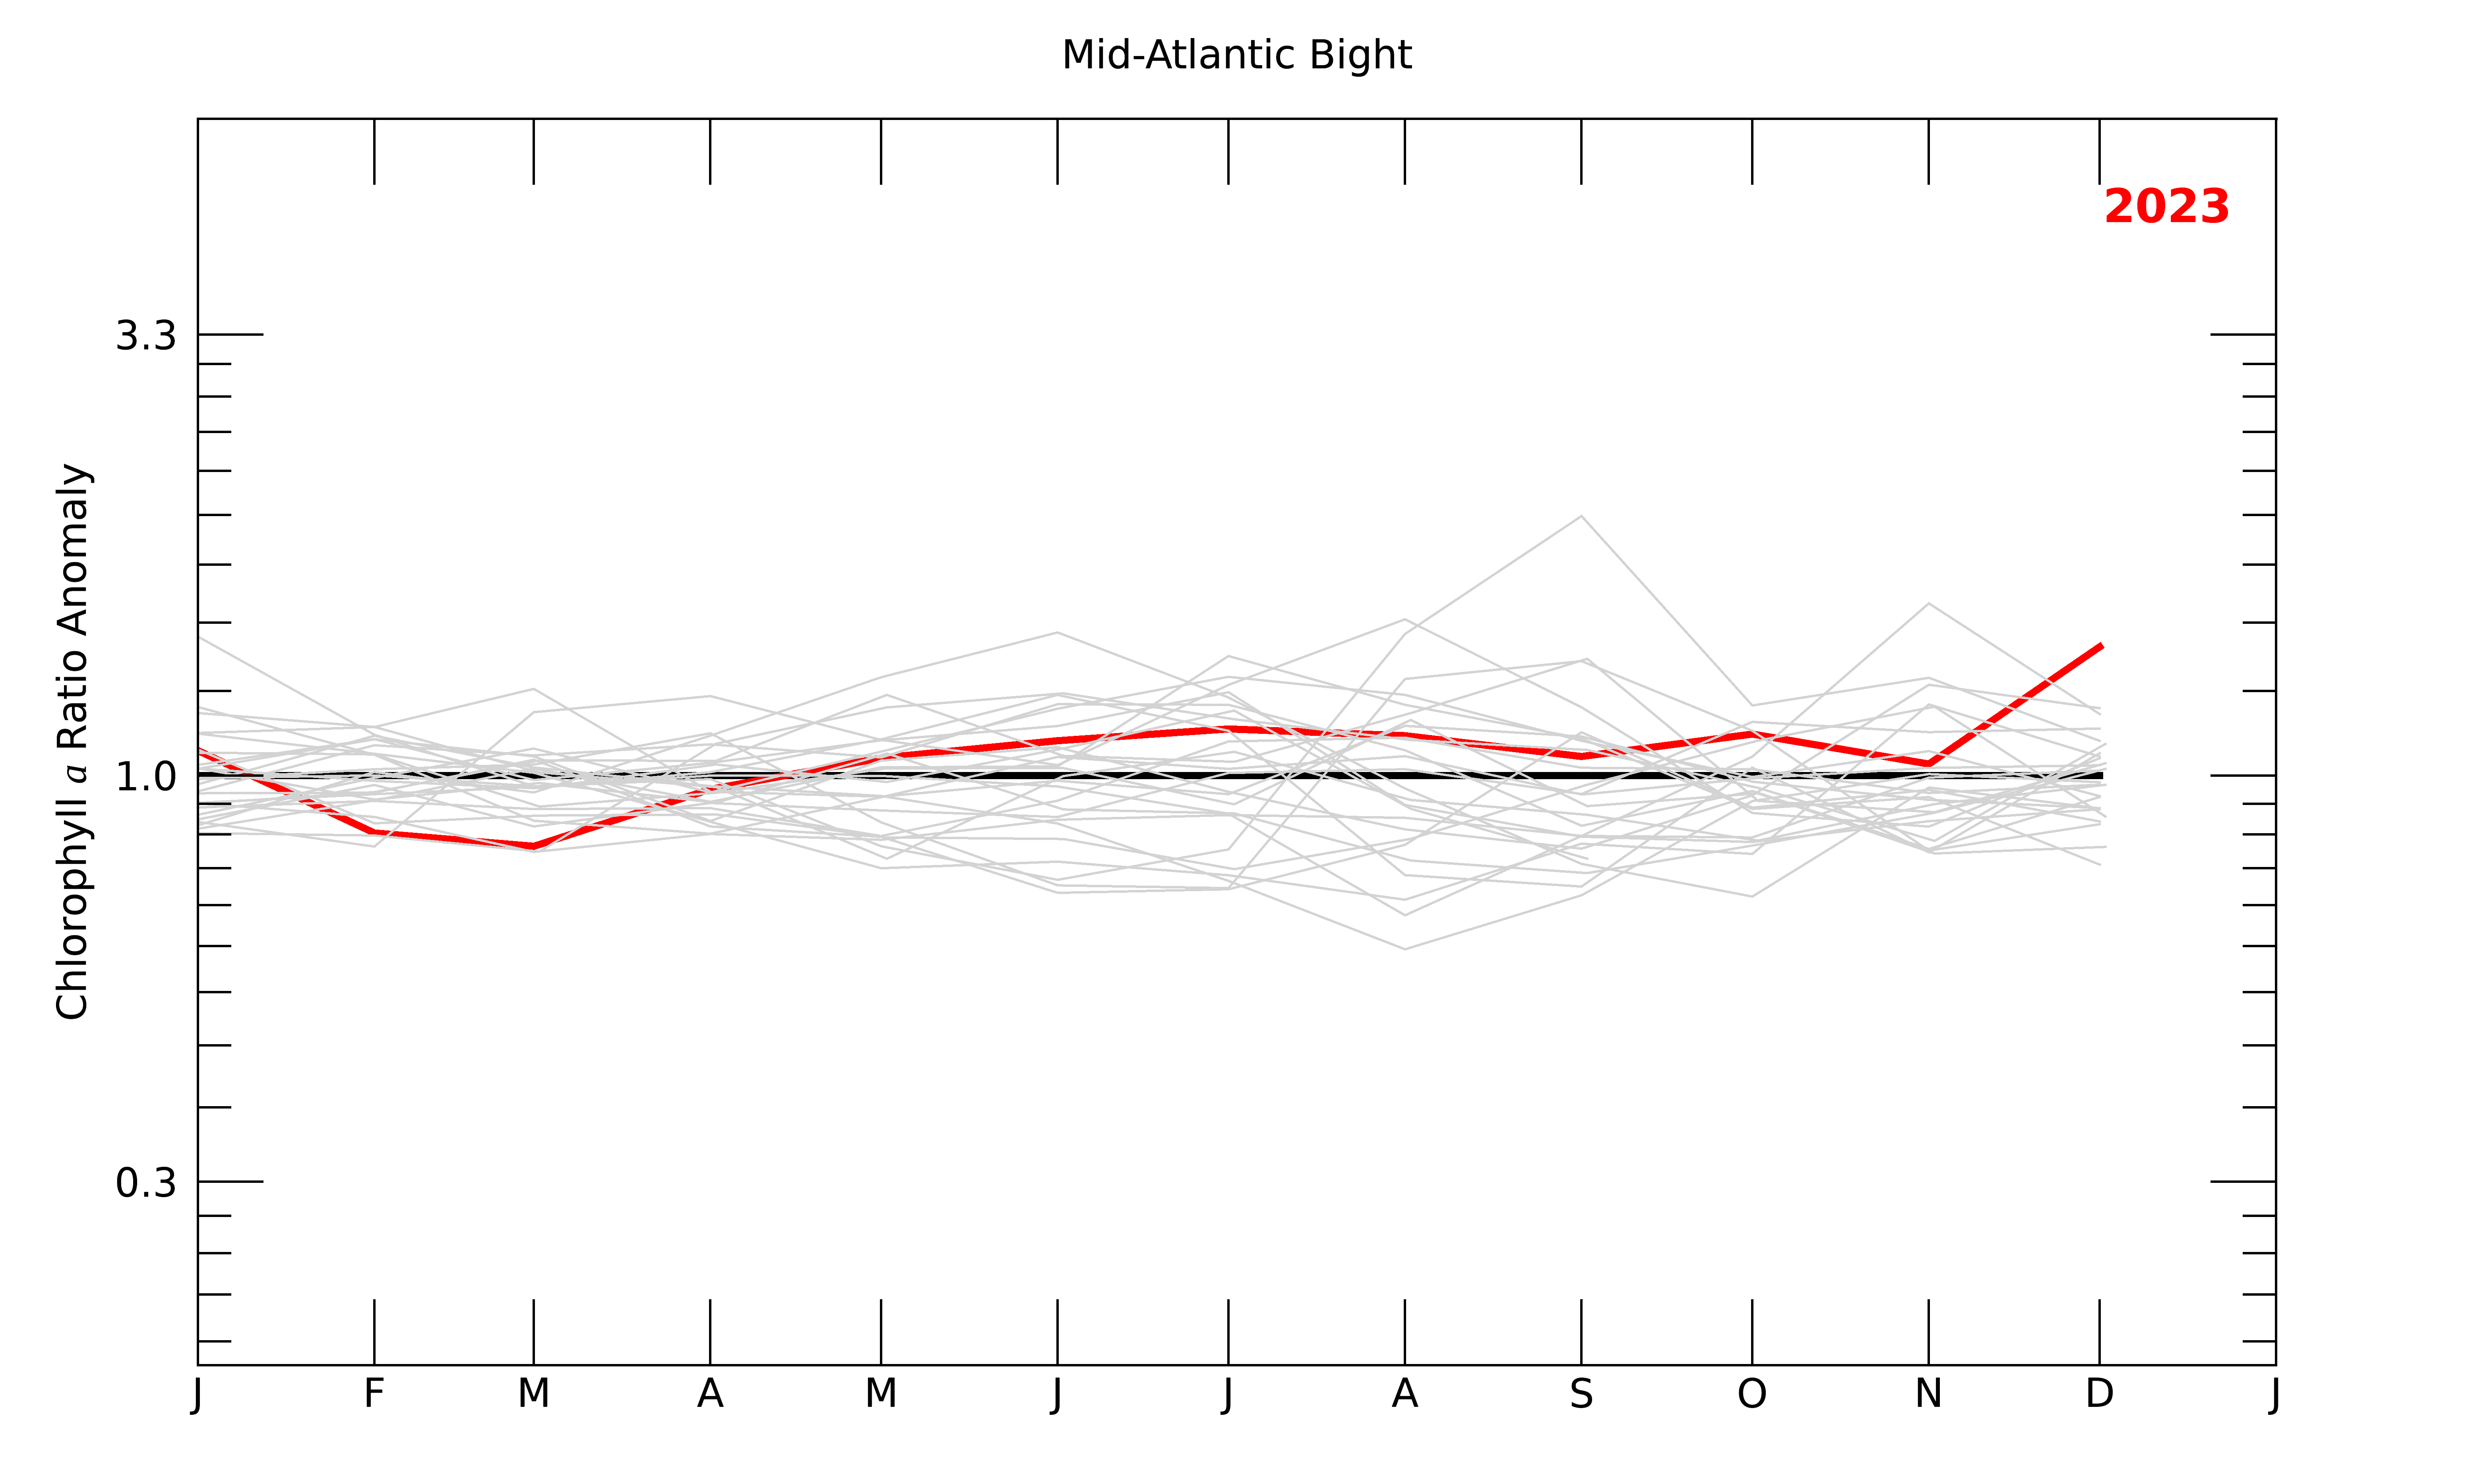 Mid-Atlantic Bight
2023
3.3
1.0
0.3
Chlorophyll a Ratio Anomaly
J F M A M J J A S O N D J